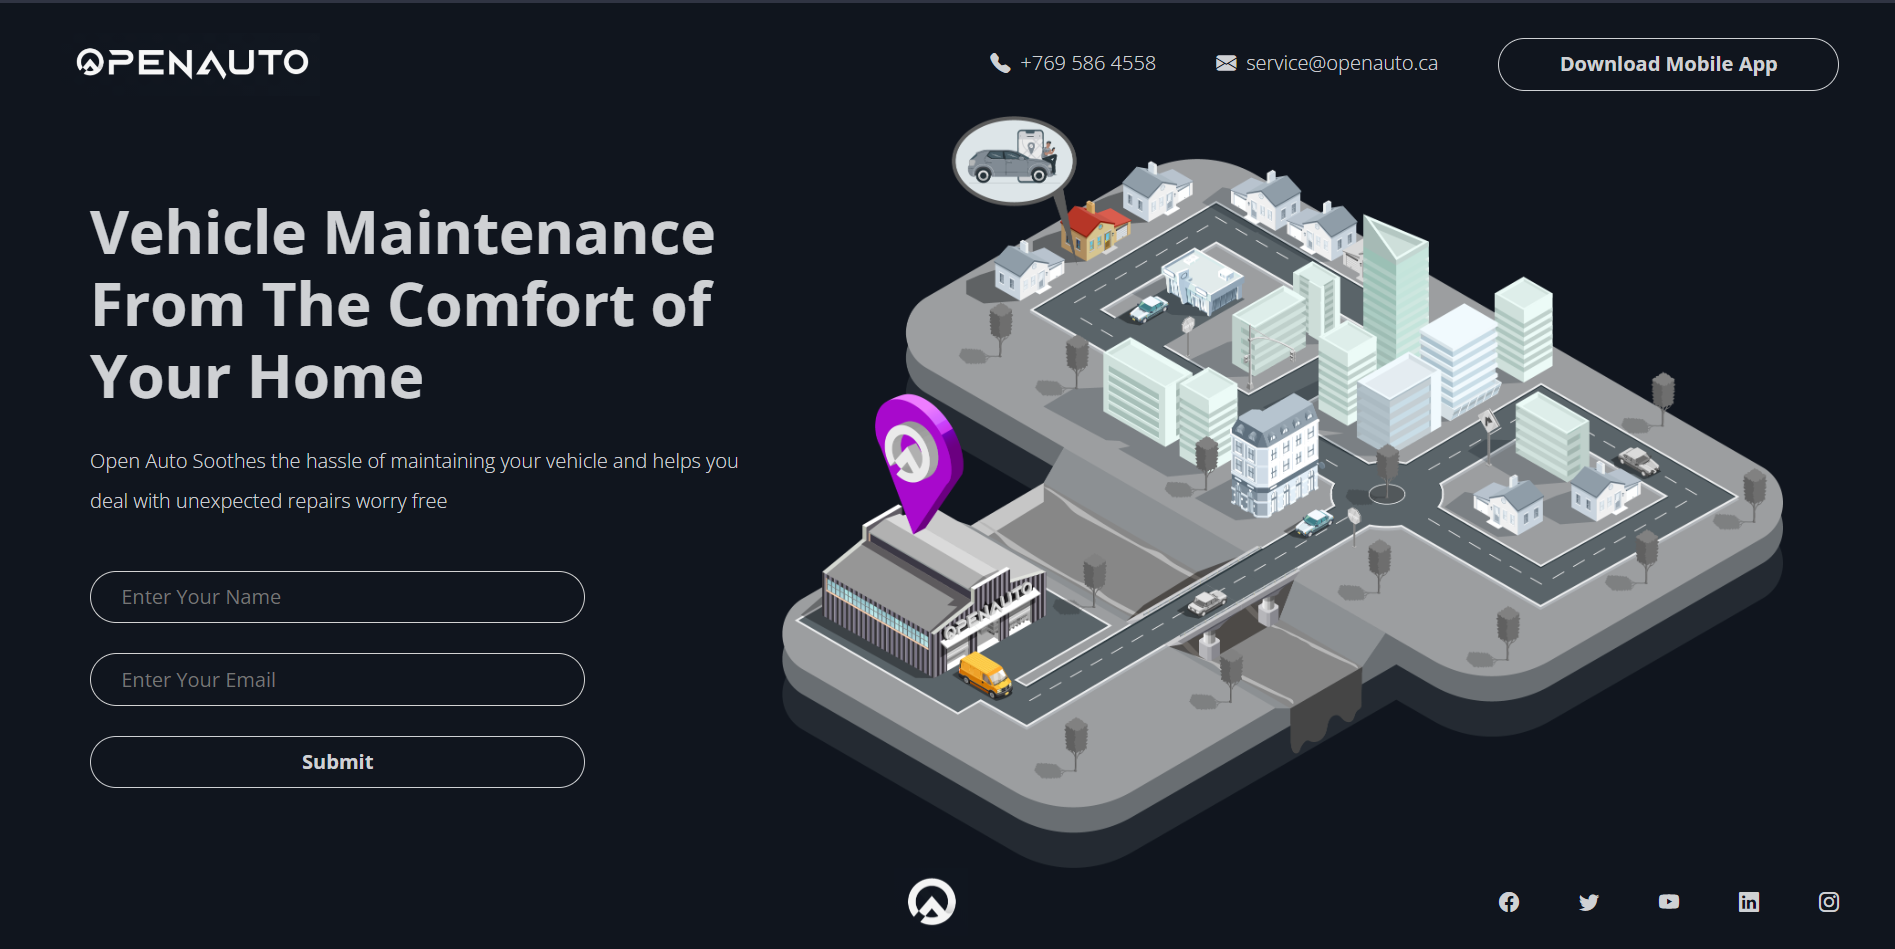 OPENAUTO
+769 586 4558
service@openauto.ca
Download Mobile App
Vehicle Maintenance
From The Comfort of
Your Home
Open Auto Soothes the hassle of maintaining your vehicle and helps you
deal with unexpected repairs worry free
Enter Your Name
Enter Your Email
Submit
OPENAUTO